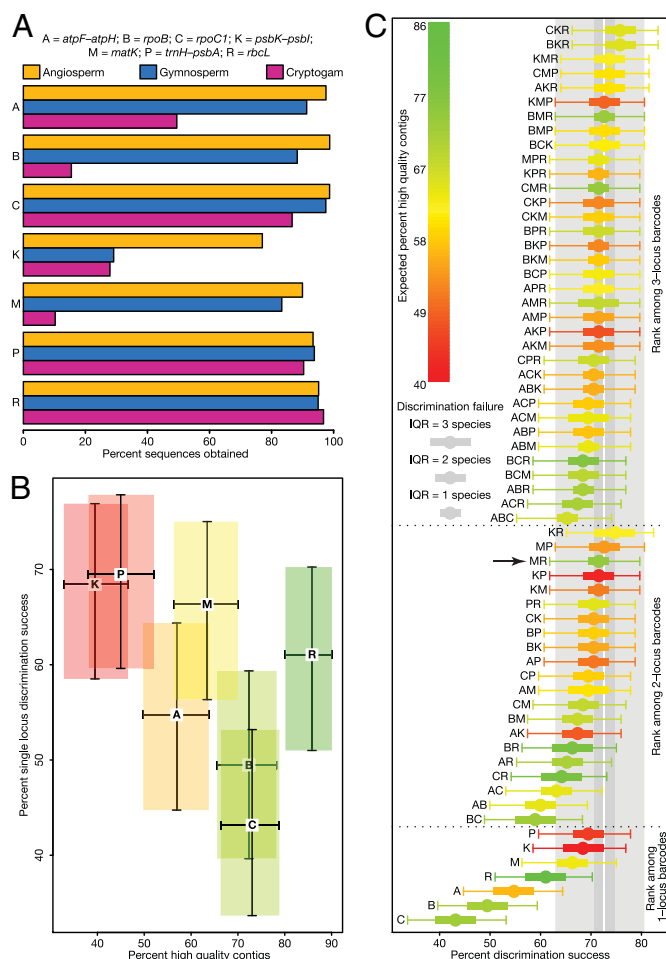 A
A = atpF–atpH; B = rpoB; C = rpoC1; K = psbK–psbI;
M = matK; P = trnH–psbA; R = rbcL
Angiosperm
Gymnosperm
Cryptogam
A
B
C
K
M
P
R
0 20 40 60 80 100
Percent sequences obtained
B
Percent single locus discrimination success
70
60
50
40
K
P
M
R
A
B
C
40 50 60 70 80 90
Percent high quality contigs
C
Expected percent high quality contigs
86
77
67
58
49
40
Discrimination failure
IQR = 3 species
IQR = 2 species
IQR = 1 species
CKR
BKR
KMR
CMP
AKR
KMP
BMR
BMP
BCK
MPR
KPR
CMR
CKP
CKM
BPR
BKP
BKM
BCP
APR
AMR
AMP
AKP
AKM
CPR
ACK
ABK
ACP
ACM
ABP
ABM
BCR
BCM
ABR
ACR
ABC
Rank among 3–locus barcodes
KR
MP
MR
KP
KM
PR
CK
BP
BK
AP
CP
AM
CM
BM
AK
BR
AR
CR
AC
AB
BC
Rank among 2–locus barcodes
P
K
M
R
A
B
C
Rank among
1–locus barcodes
40 50 60 70 80
Percent discrimination success